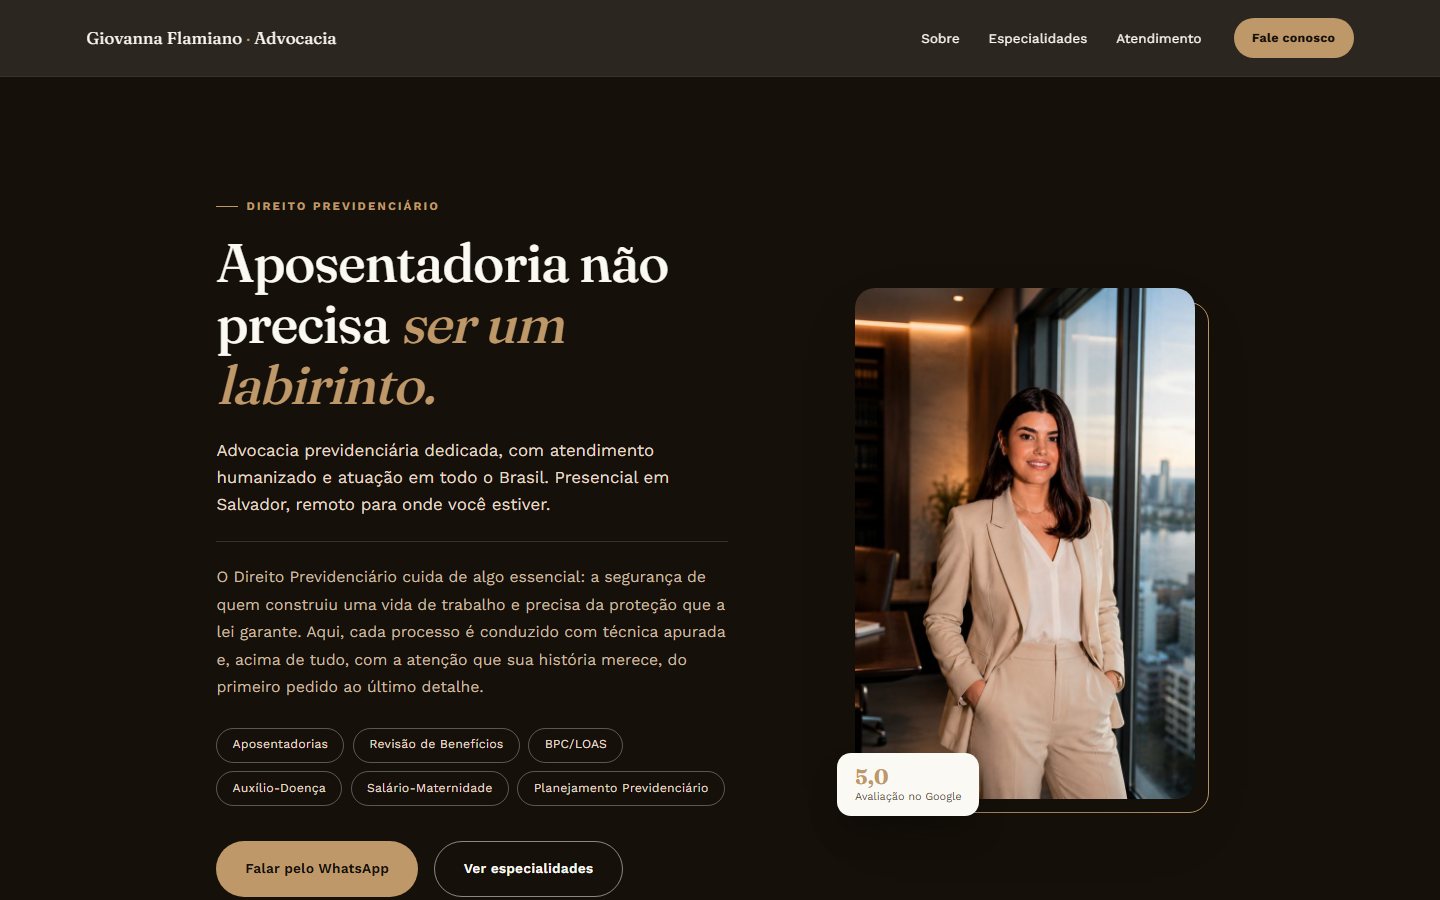 Giovanna Flamiano · Advocacia
Sobre
Especialidades
Atendimento
Fale conosco
DIREITO PREVIDENCIÁRIO
Aposentadoria não
precisa ser um
labirinto.
Advocacia previdenciária dedicada, com atendimento
humanizado e atuação em todo o Brasil. Presencial em
Salvador, remoto para onde você estiver.
O Direito Previdenciário cuida de algo essencial: a segurança de
quem construiu uma vida de trabalho e precisa da proteção que a
lei garante. Aqui, cada processo é conduzido com técnica apurada
e, acima de tudo, com a atenção que sua história merece, do
primeiro pedido ao último detalhe.
Aposentadorias
Revisão de Benefícios
BPC/LOAS
Auxílio-Doença
Salário-Maternidade
Planejamento Previdenciário
Falar pelo WhatsApp
Ver especialidades
5,0
Avaliação no Google